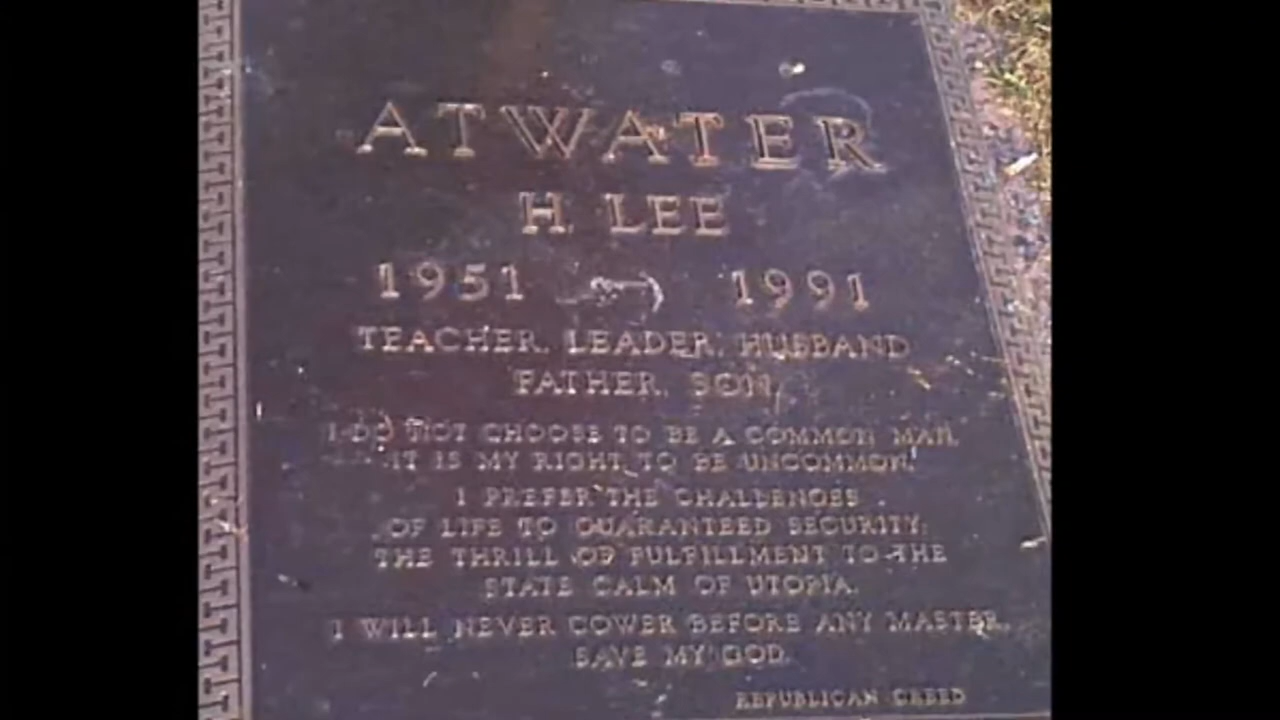 ATWATER
H. LEE
1951 - 1991
TEACHER, LEADER, HUSBAND
FATHER, SON
I DO NOT CHOOSE TO BE A COMMON MAN,
IT IS MY RIGHT TO BE UNCOMMON.
I PREFER THE CHALLENGES
OF LIFE TO GUARANTEED SECURITY,
THE THRILL OF FULFILLMENT TO THE
STATE CALM OF UTOPIA.
I WILL NEVER COWER BEFORE ANY MASTER,
SAVE MY GOD.
REPUBLICAN CREED